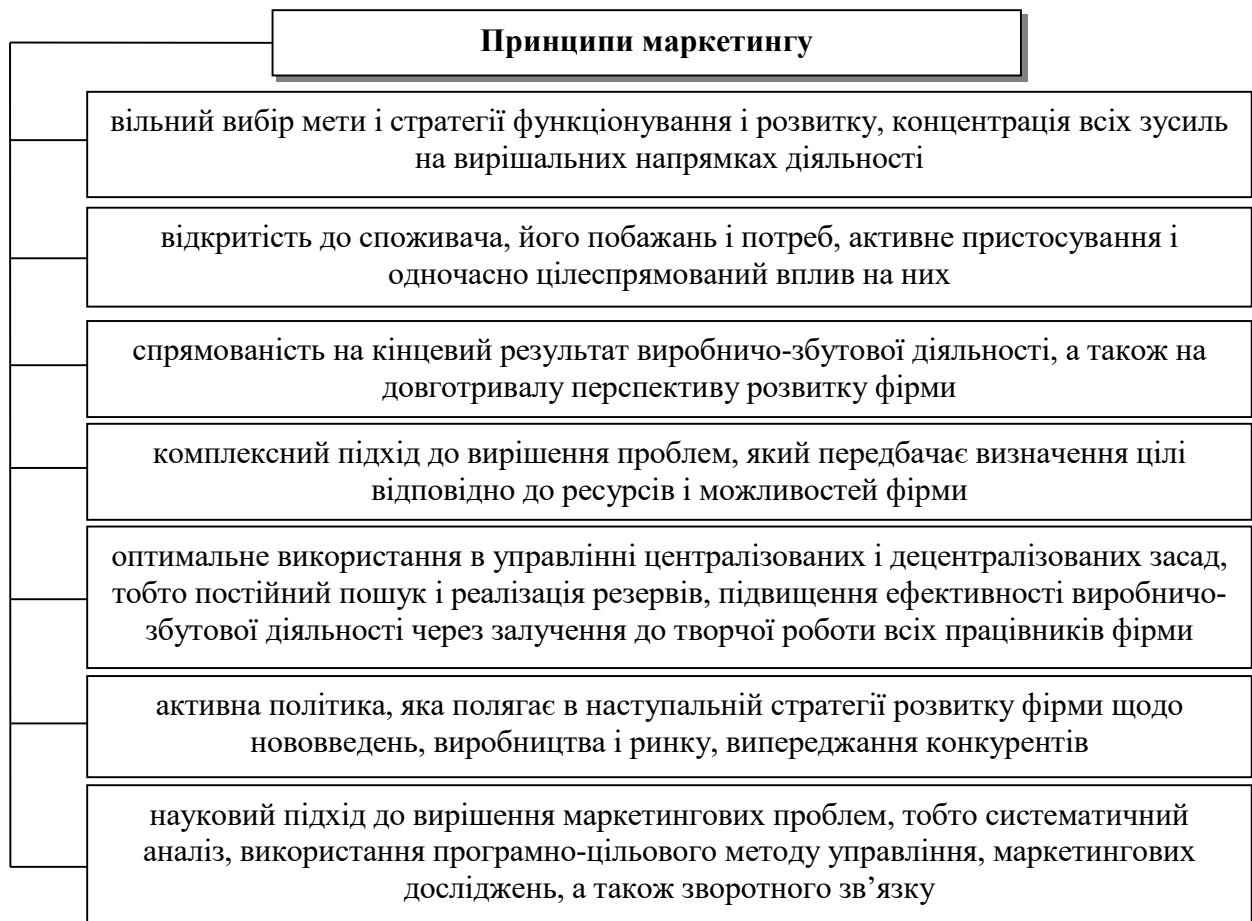 Принципи маркетингу
вільний вибір мети і стратегії функціонування і розвитку, концентрація всіх зусиль
на вирішальних напрямках діяльності
відкритість до споживача, його побажань і потреб, активне пристосування і
одночасно цілеспрямований вплив на них
спрямованість на кінцевий результат виробничо-збутової діяльності, а також на
довготривалу перспективу розвитку фірми
комплексний підхід до вирішення проблем, який передбачає визначення цілі
відповідно до ресурсів і можливостей фірми
оптимальне використання в управлінні централізованих і децентралізованих засад,
тобто постійний пошук і реалізація резервів, підвищення ефективності виробничо-
збутової діяльності через залучення до творчої роботи всіх працівників фірми
активна політика, яка полягає в наступальній стратегії розвитку фірми щодо
нововведень, виробництва і ринку, випереджання конкурентів
науковий підхід до вирішення маркетингових проблем, тобто систематичний
аналіз, використання програмно-цільового методу управління, маркетингових
досліджень, а також зворотного зв’язку